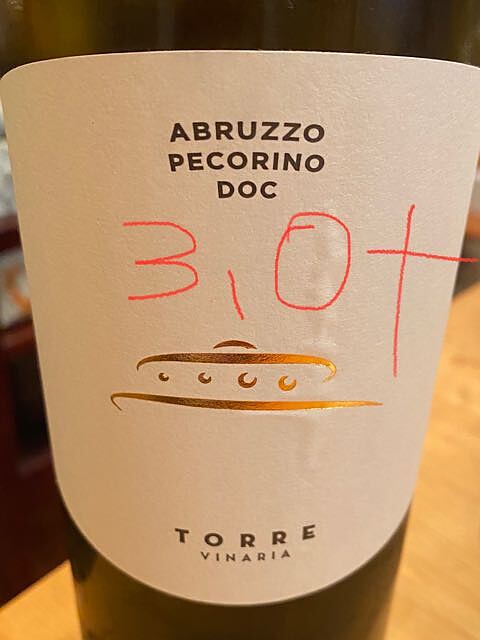 ABRUZZO
PECORINO
DOC
3,0+
TORRE
VINARIA